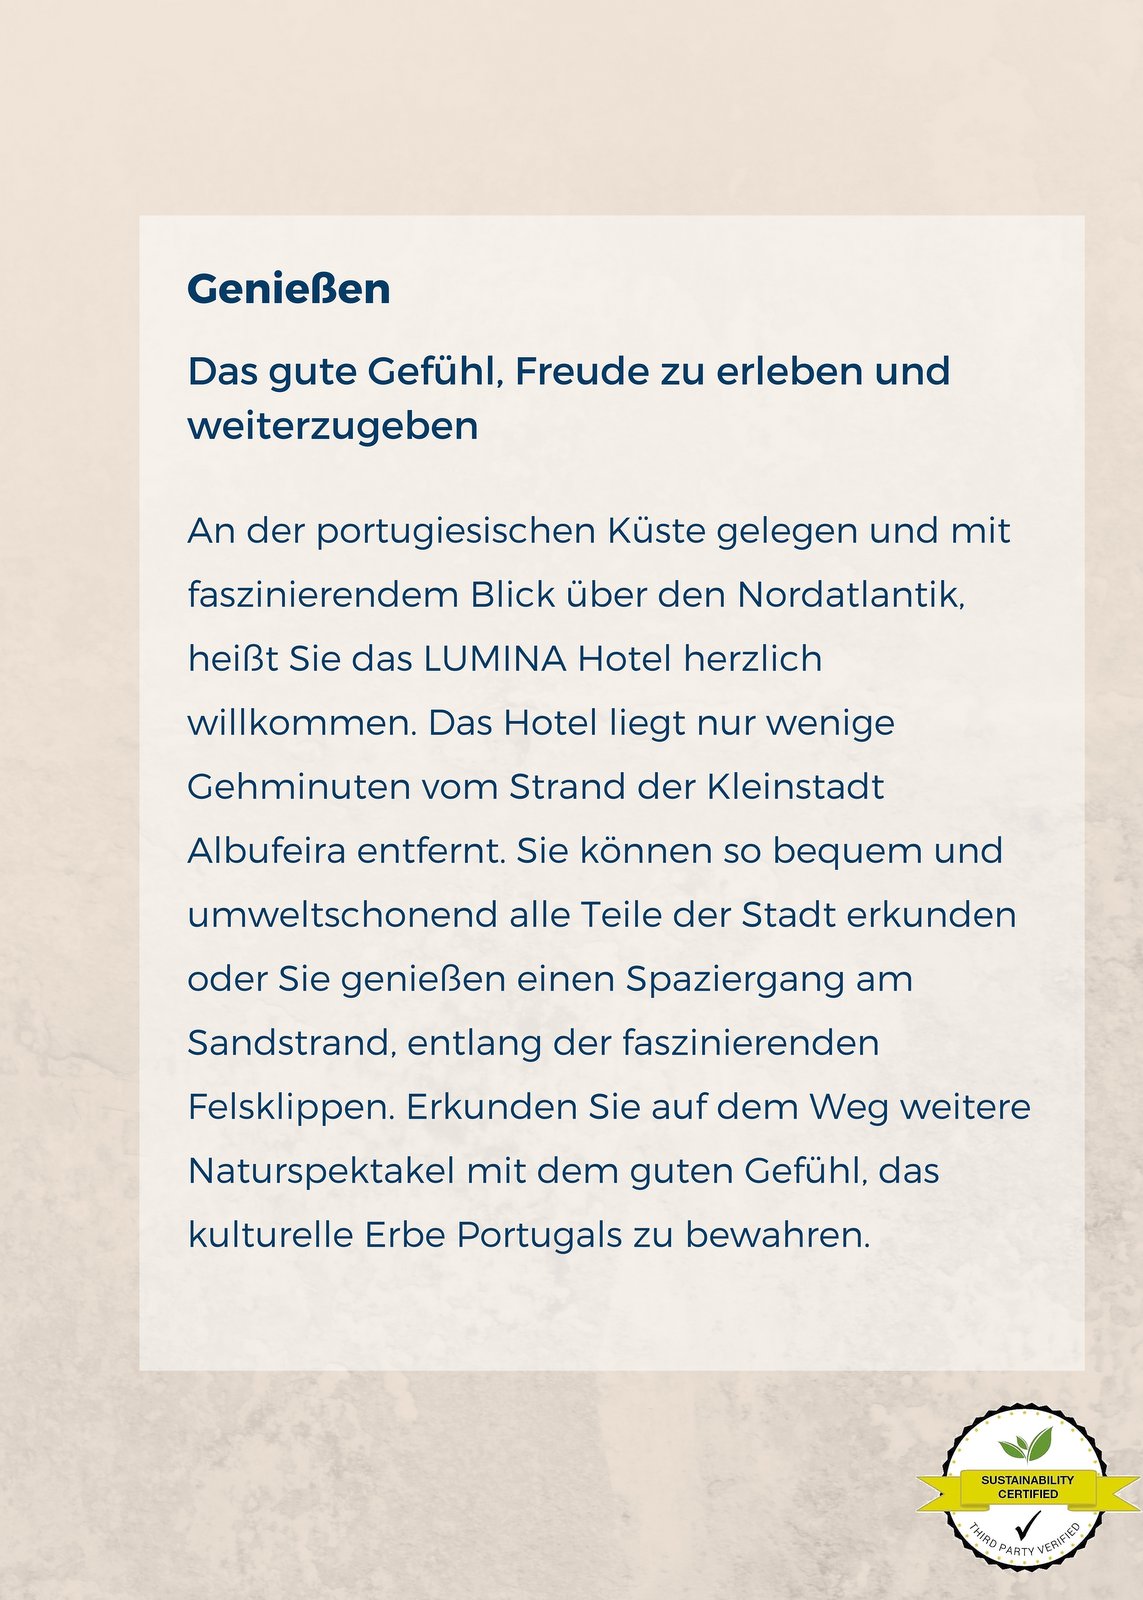 Genießen
Das gute Gefühl, Freude zu erleben und
weiterzugeben
An der portugiesischen Küste gelegen und mit
faszinierendem Blick über den Nordatlantik,
heißt Sie das LUMINA Hotel herzlich
willkommen. Das Hotel liegt nur wenige
Gehminuten vom Strand der Kleinstadt
Albufeira entfernt. Sie können so bequem und
umweltschonend alle Teile der Stadt erkunden
oder Sie genießen einen Spaziergang am
Sandstrand, entlang der faszinierenden
Felsklippen. Erkunden Sie auf dem Weg weitere
Naturspektakel mit dem guten Gefühl, das
kulturelle Erbe Portugals zu bewahren.
SUSTAINABILITY
CERTIFIED
THIRD PARTY VERIFIED